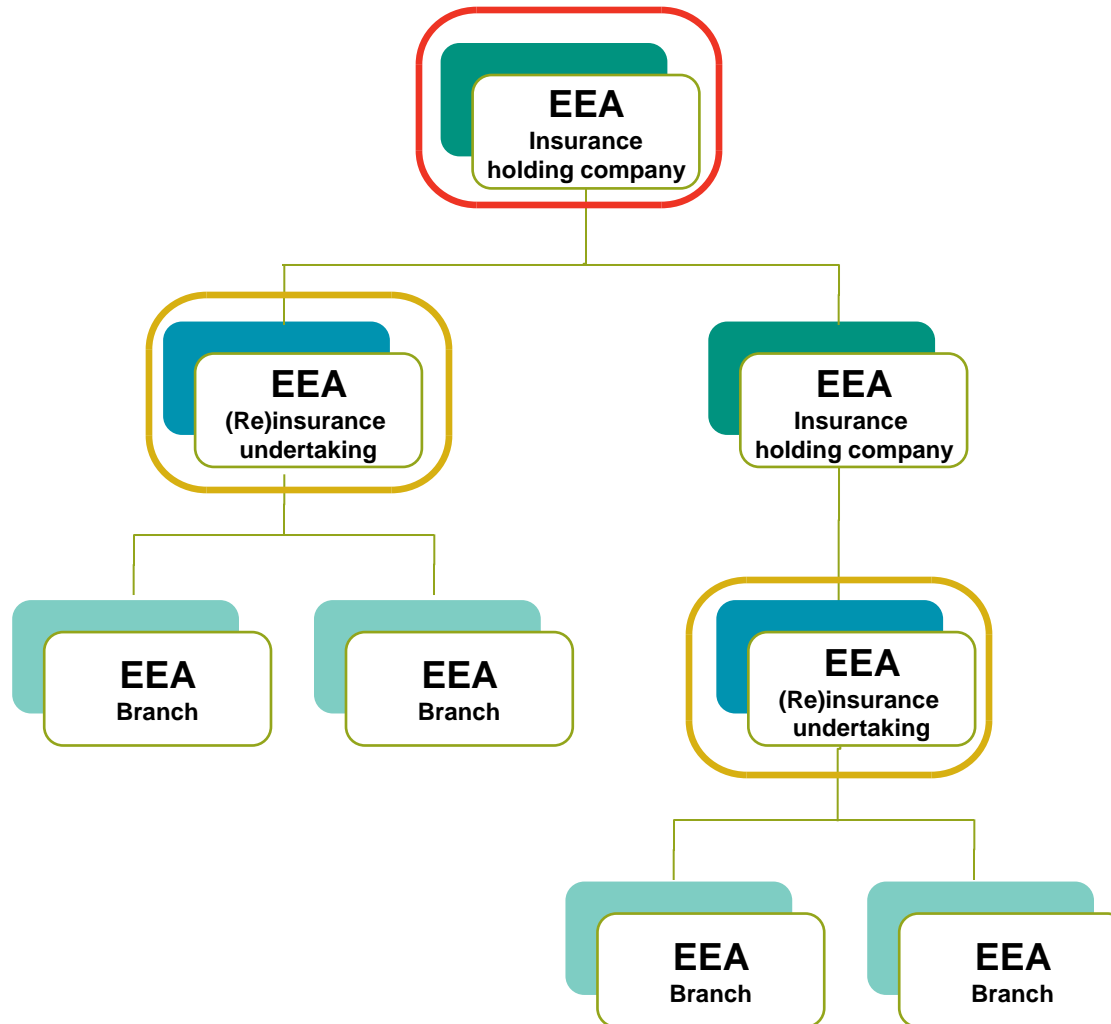 EEA
Insurance
holding company
EEA
(Re)insurance
undertaking
EEA
Insurance
holding company
EEA
Branch
EEA
Branch
EEA
(Re)insurance
undertaking
EEA
Branch
EEA
Branch